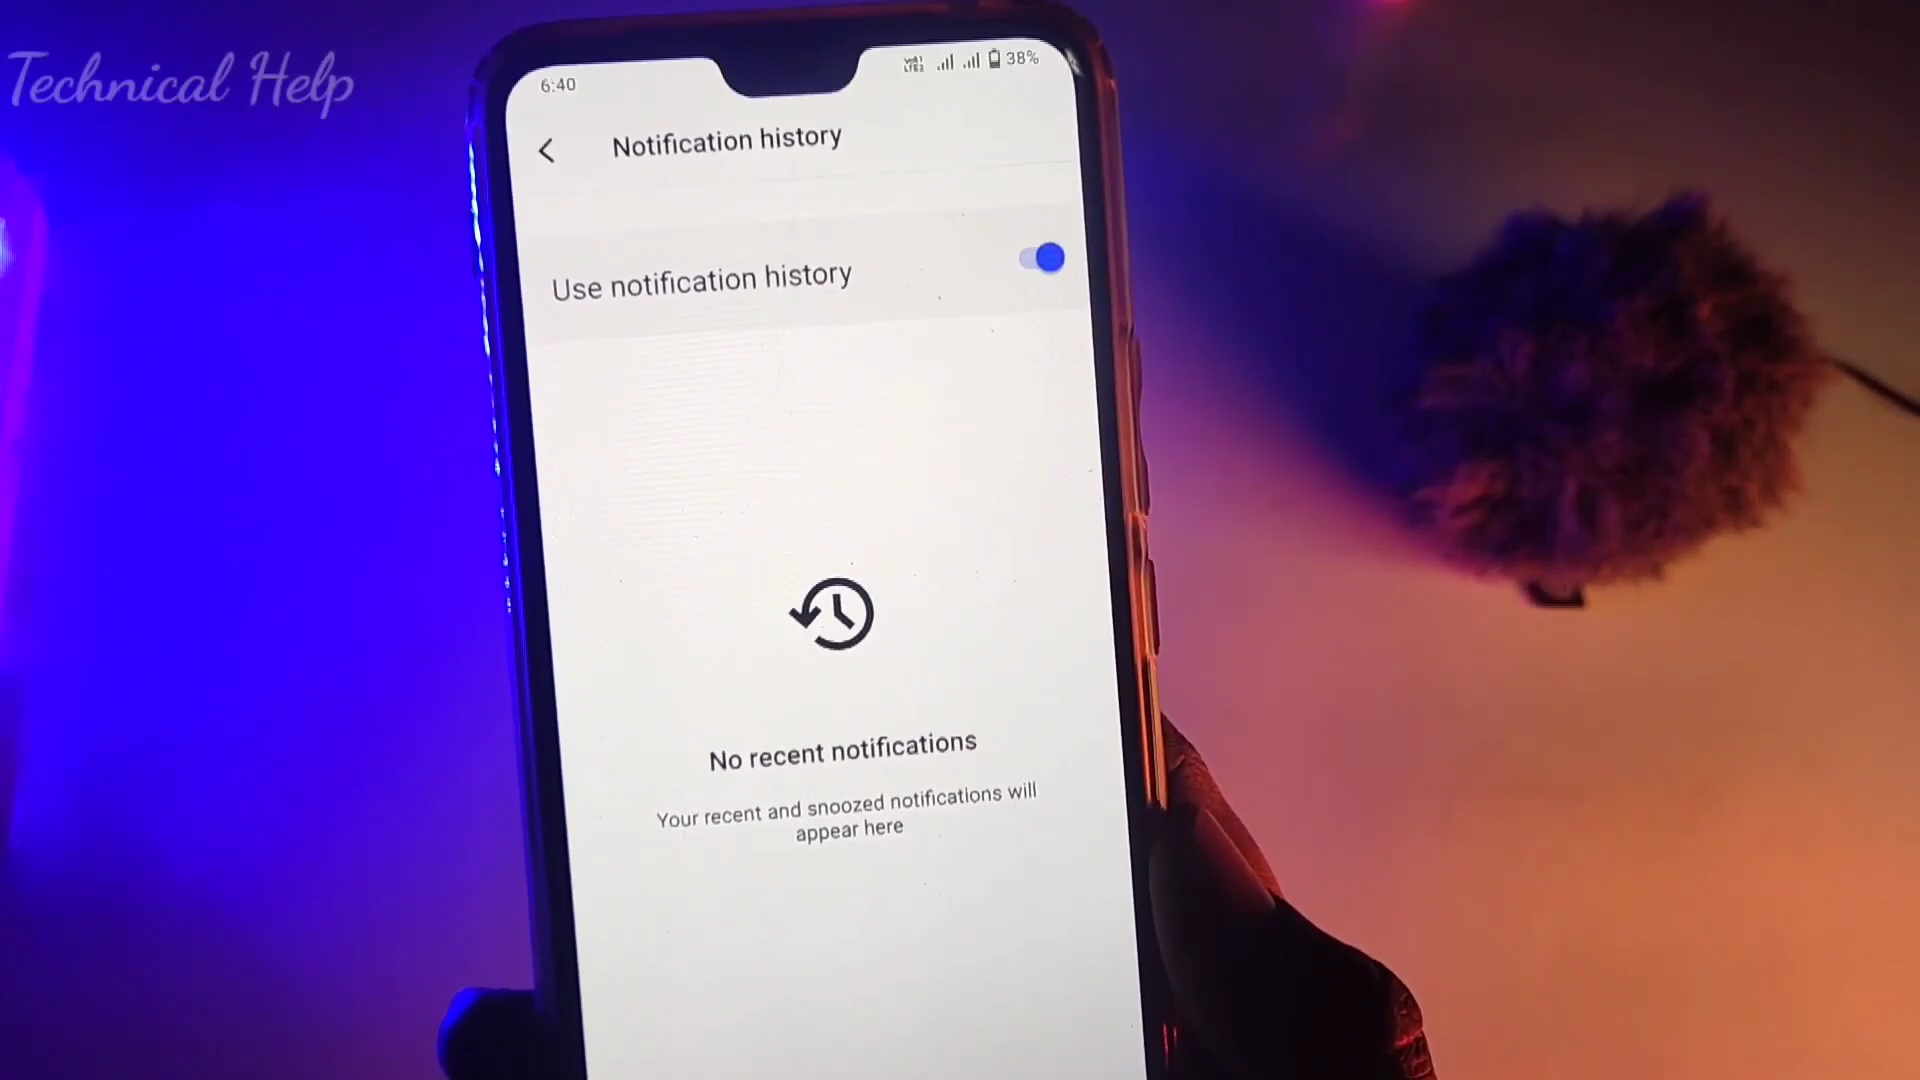 Technical Help
6:40
38%
Notification history
Use notification history
No recent notifications
Your recent and snoozed notifications will
appear here